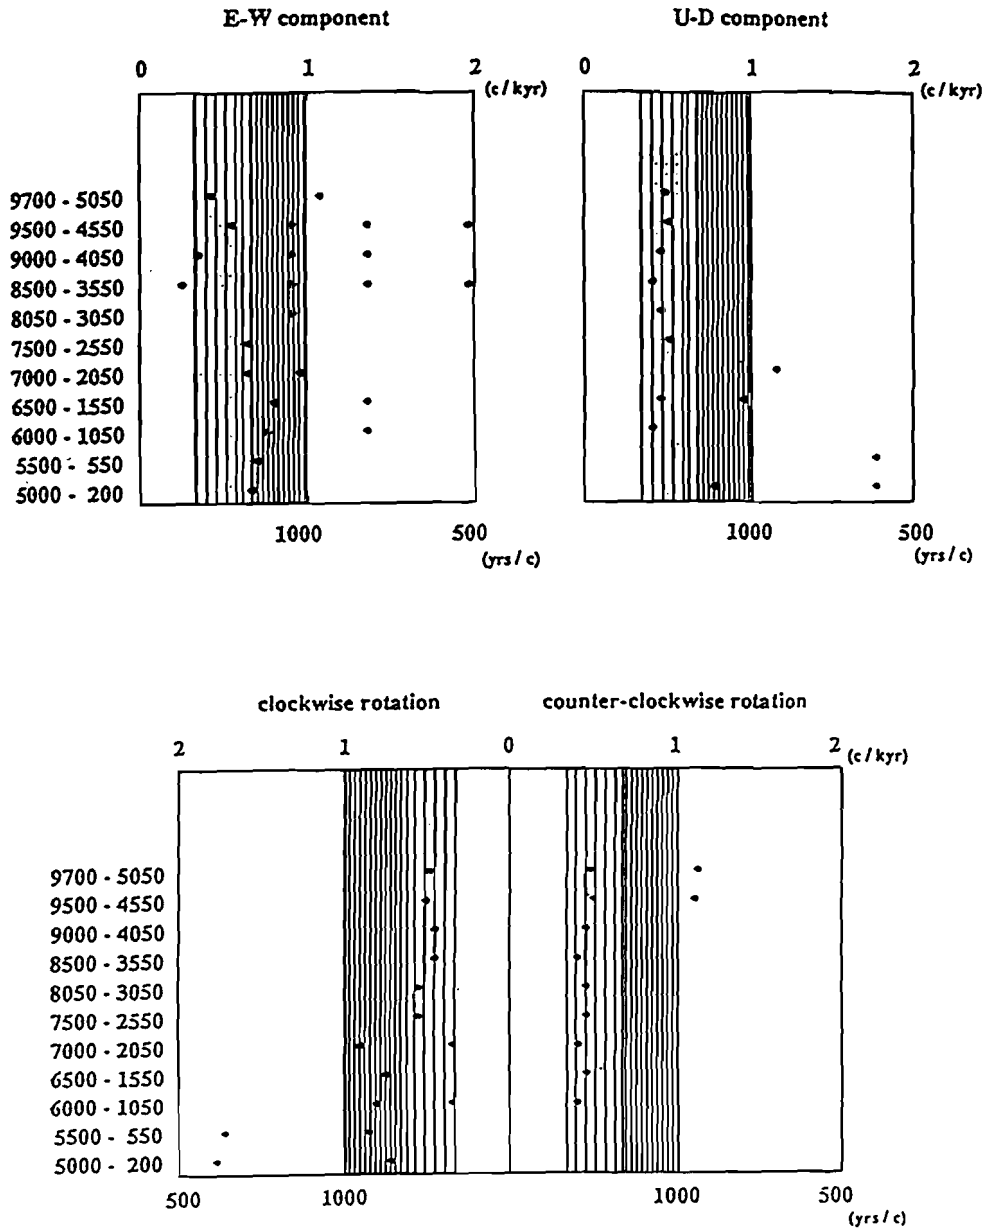 E-W component U-D component
0 1 2 0 1 2
(c / kyr) (c / kyr)
9700 - 5050
9500 - 4550
9000 - 4050
8500 - 3550
8050 - 3050
7500 - 2550
7000 - 2050
6500 - 1550
6000 - 1050
5500 - 550
5000 - 200
1000 500 1000 500
(yrs / c) (yrs / c)
clockwise rotation counter-clockwise rotation
2 1 0 1 2 (c / kyr)
9700 - 5050
9500 - 4550
9000 - 4050
8500 - 3550
8050 - 3050
7500 - 2550
7000 - 2050
6500 - 1550
6000 - 1050
5500 - 550
5000 - 200
500 1000 1000 500
(yrs / c)